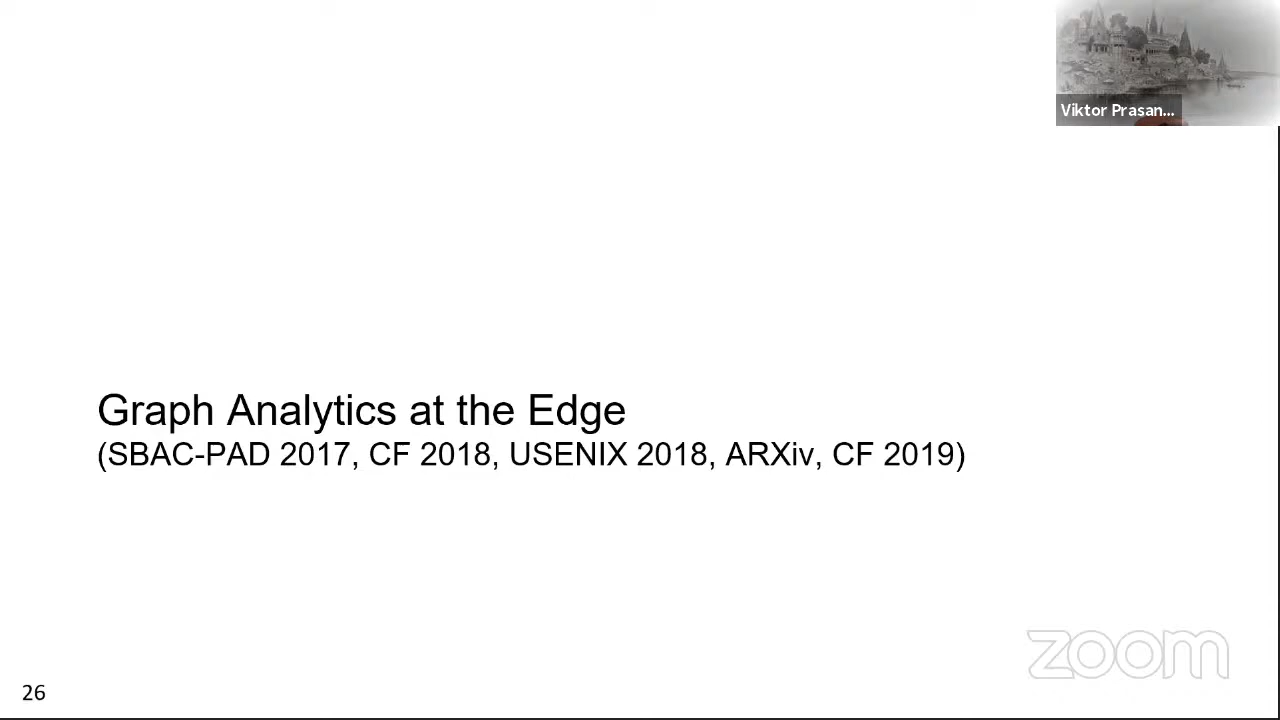 Viktor Prasan...
Graph Analytics at the Edge
(SBAC-PAD 2017, CF 2018, USENIX 2018, ARXiv, CF 2019)
zoom
26